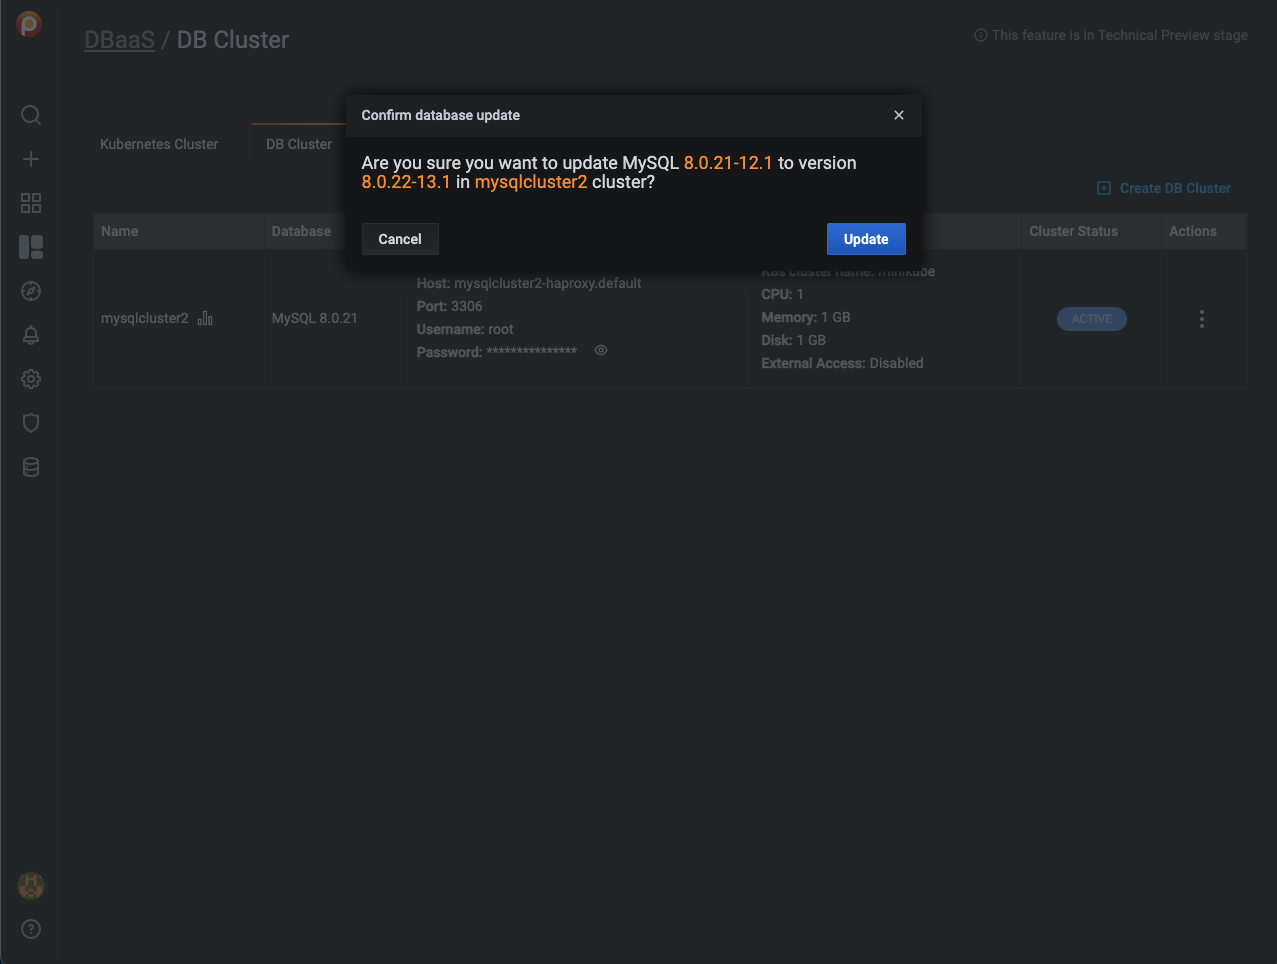 DBaaS / DB Cluster
This feature is in Technical Preview stage
Confirm database update
Kubernetes Cluster
DB Cluster
Are you sure you want to update MySQL 8.0.21-12.1 to version
8.0.22-13.1 in mysqlcluster2 cluster?
Create DB Cluster
Cancel
Update
Name
Database
Cluster Status
Actions
mysqlcluster2
MySQL 8.0.21
Host: mysqlcluster2-haproxy.default
Port: 3306
Username: root
Password: ***************
K8s cluster name: minikube
CPU: 1
Memory: 1 GB
Disk: 1 GB
External Access: Disabled
ACTIVE